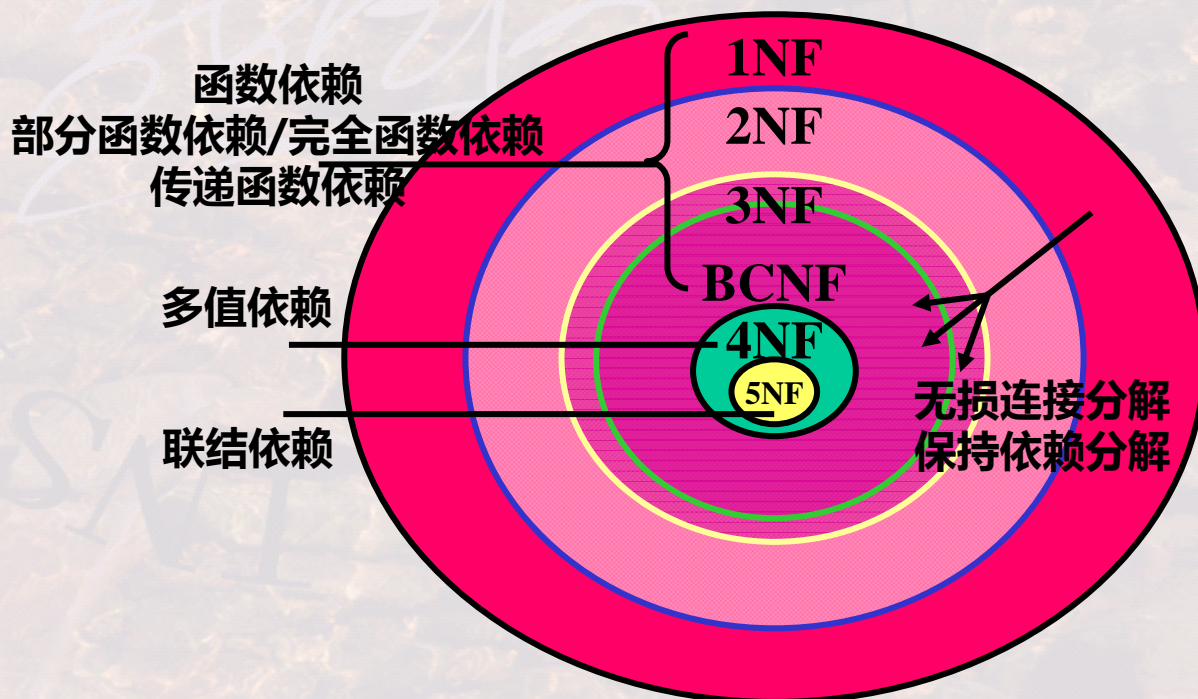 函数依赖
部分函数依赖/完全函数依赖
传递函数依赖
多值依赖
联结依赖
1NF
2NF
3NF
BCNF
4NF
5NF
无损连接分解
保持依赖分解